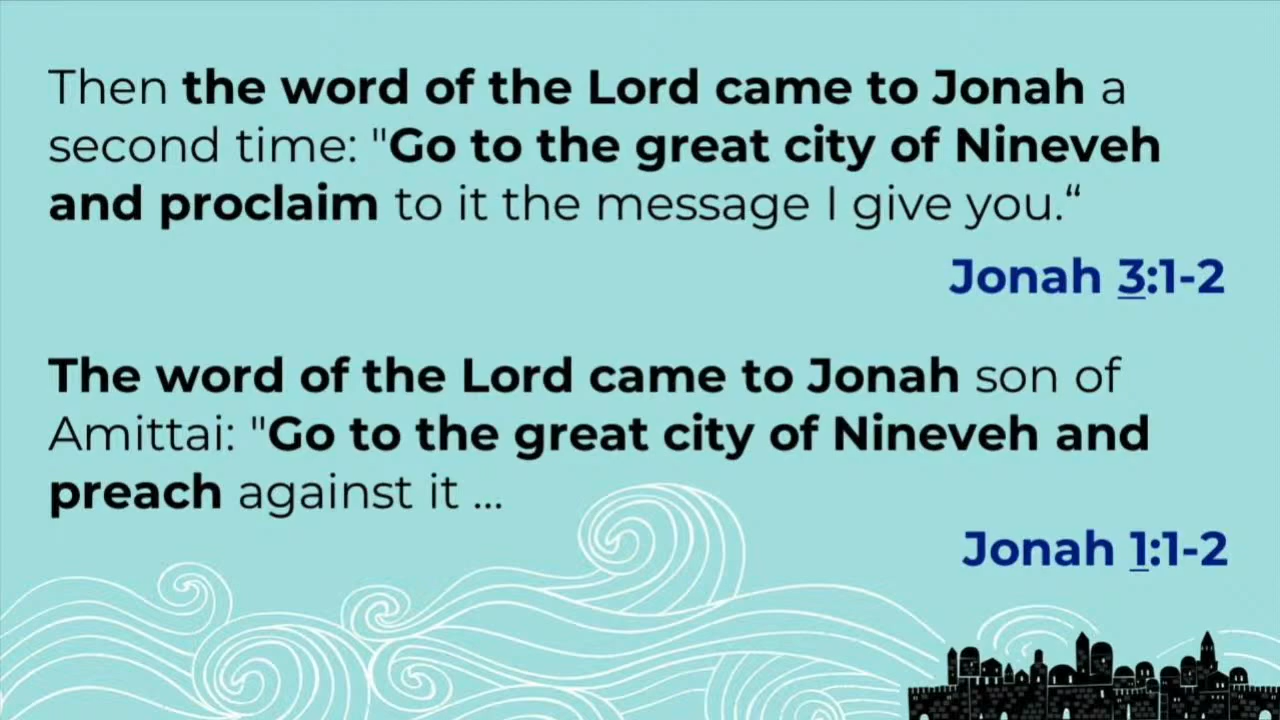 Then the word of the Lord came to Jonah a
second time: "Go to the great city of Nineveh
and proclaim to it the message I give you.“
Jonah 3:1-2
The word of the Lord came to Jonah son of
Amittai: "Go to the great city of Nineveh and
preach against it ...
Jonah 1:1-2